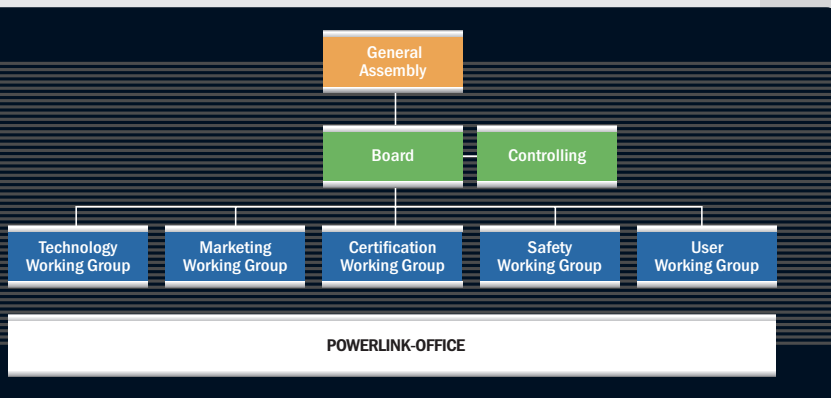 General
Assembly
Board
Controlling
Technology
Working Group
Marketing
Working Group
Certification
Working Group
Safety
Working Group
User
Working Group
POWERLINK-OFFICE